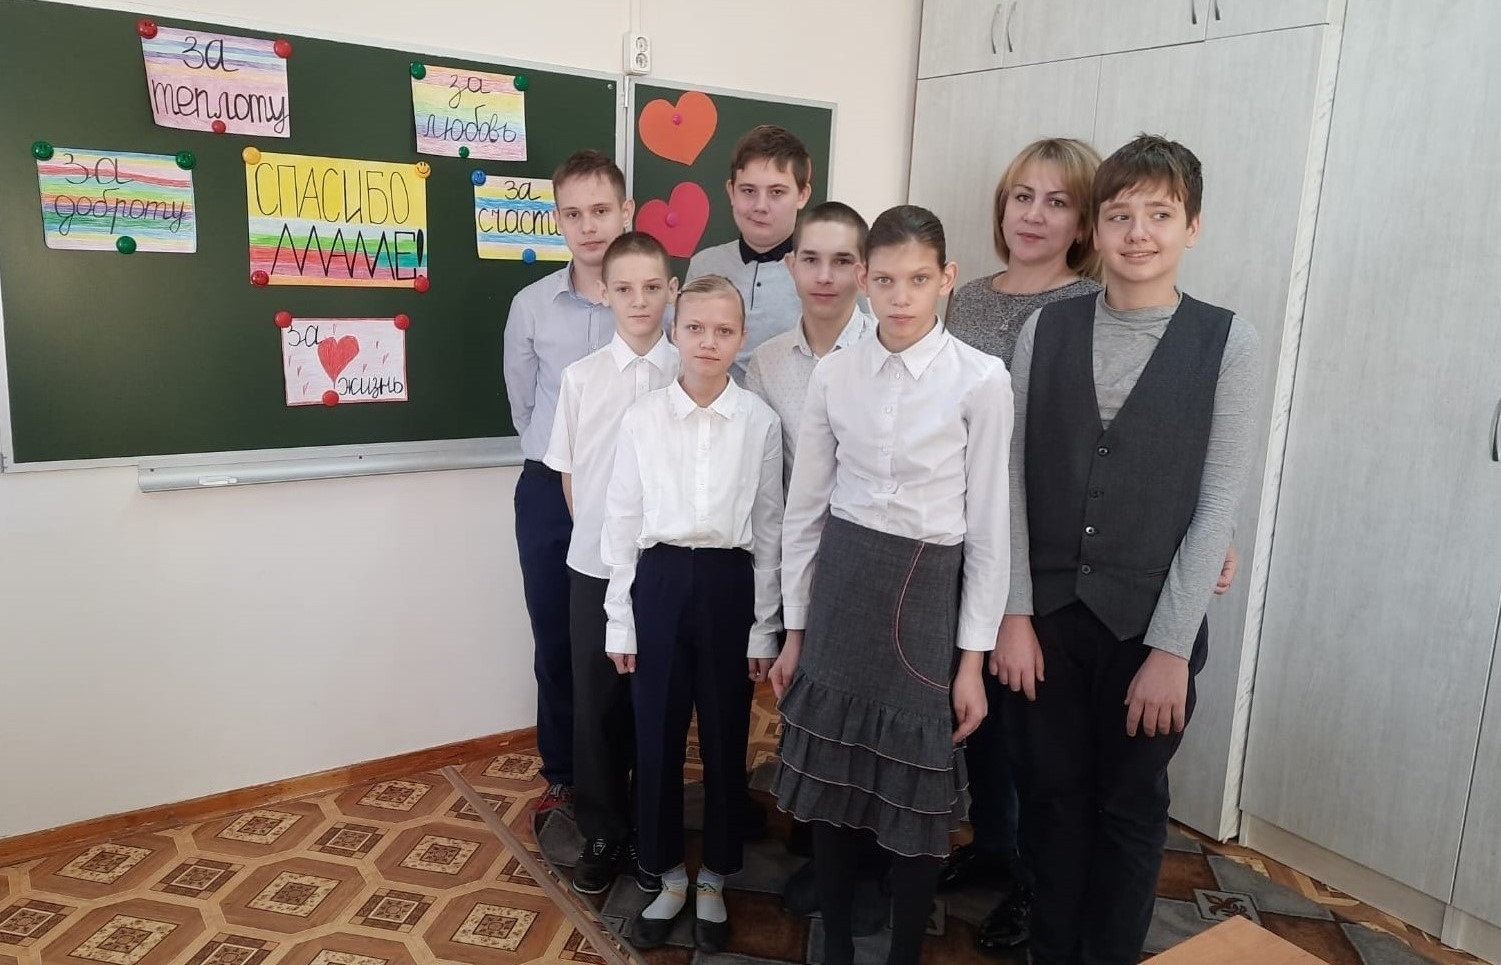 за
теплоту
за
любовь
за
доброту
СПАСИБО
МАМЕ!
за
за
жизнь